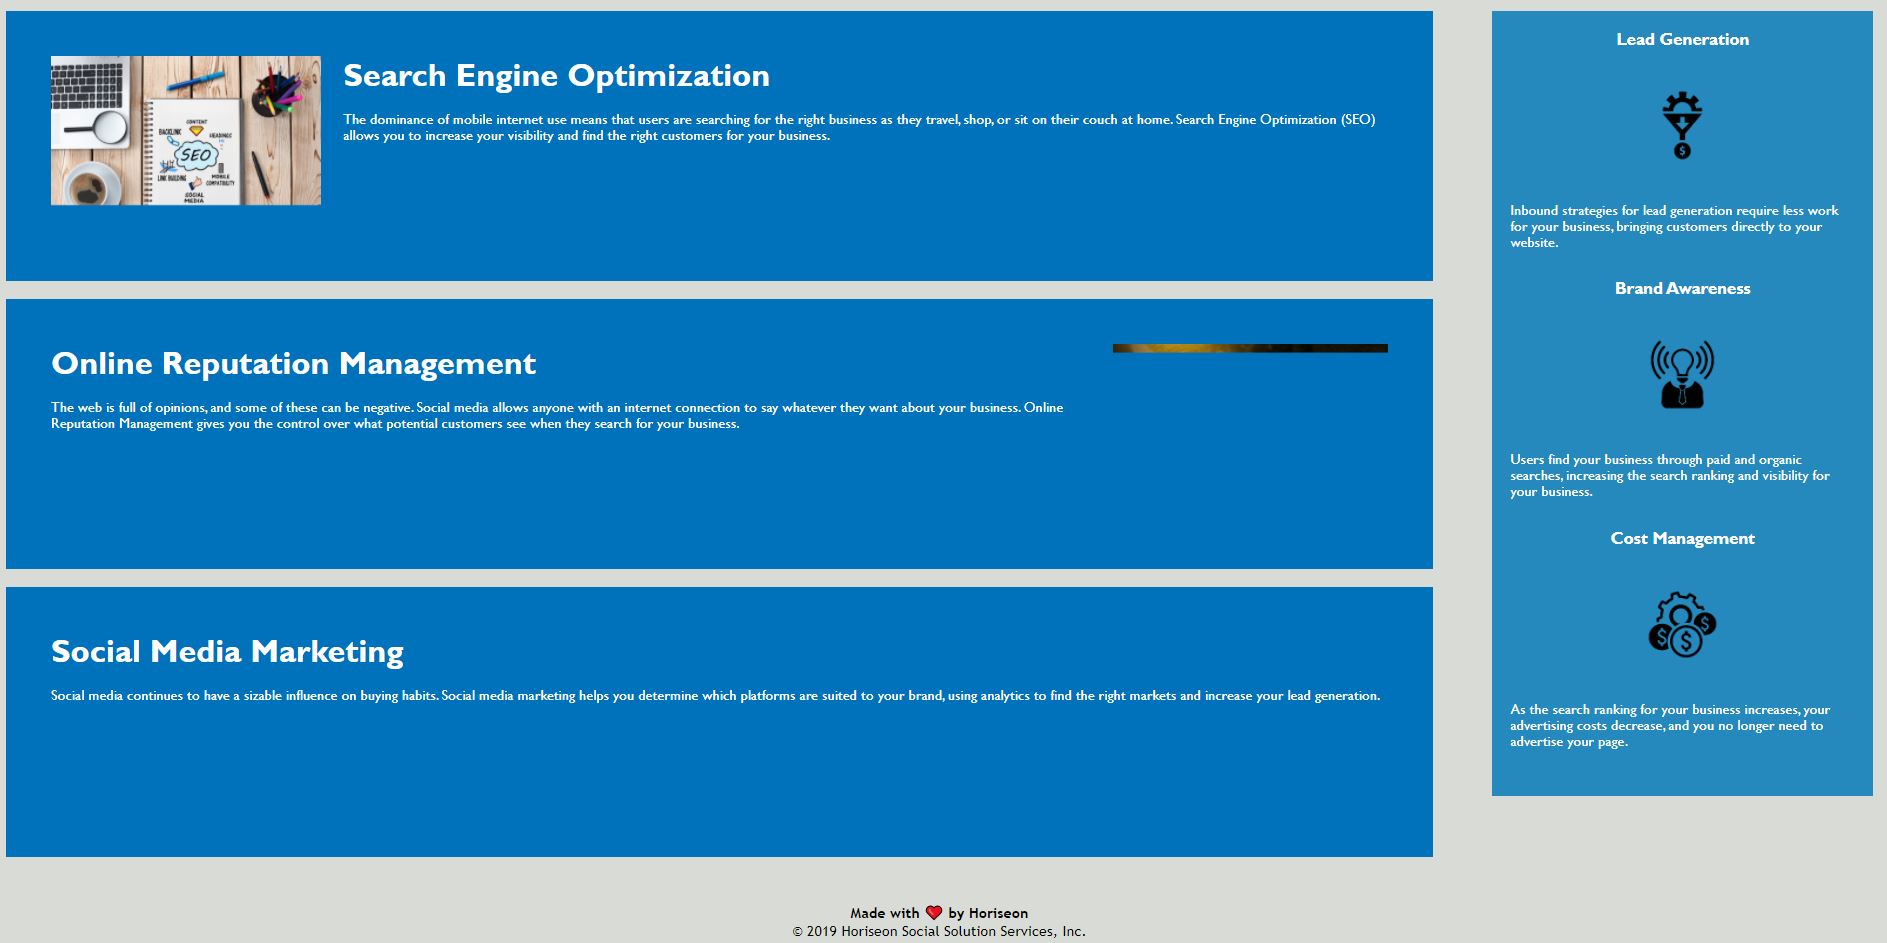 Search Engine Optimization
The dominance of mobile internet use means that users are searching for the right business as they travel, shop, or sit on their couch at home. Search Engine Optimization (SEO)
allows you to increase your visibility and find the right customers for your business.
CONTENT
BACKLINK
HEADINGS
SEO
LINK BUILDING
MOBILE
COMPATIBILITY
SOCIAL
MEDIA
Online Reputation Management
The web is full of opinions, and some of these can be negative. Social media allows anyone with an internet connection to say whatever they want about your business. Online
Reputation Management gives you the control over what potential customers see when they search for your business.
Social Media Marketing
Social media continues to have a sizable influence on buying habits. Social media marketing helps you determine which platforms are suited to your brand, using analytics to find the right markets and increase your lead generation.
Lead Generation
$
Inbound strategies for lead generation require less work
for your business, bringing customers directly to your
website.
Brand Awareness
Users find your business through paid and organic
searches, increasing the search ranking and visibility for
your business.
Cost Management
$ $ $
As the search ranking for your business increases, your
advertising costs decrease, and you no longer need to
advertise your page.
Made with ❤️ by Horiseon
© 2019 Horiseon Social Solution Services, Inc.